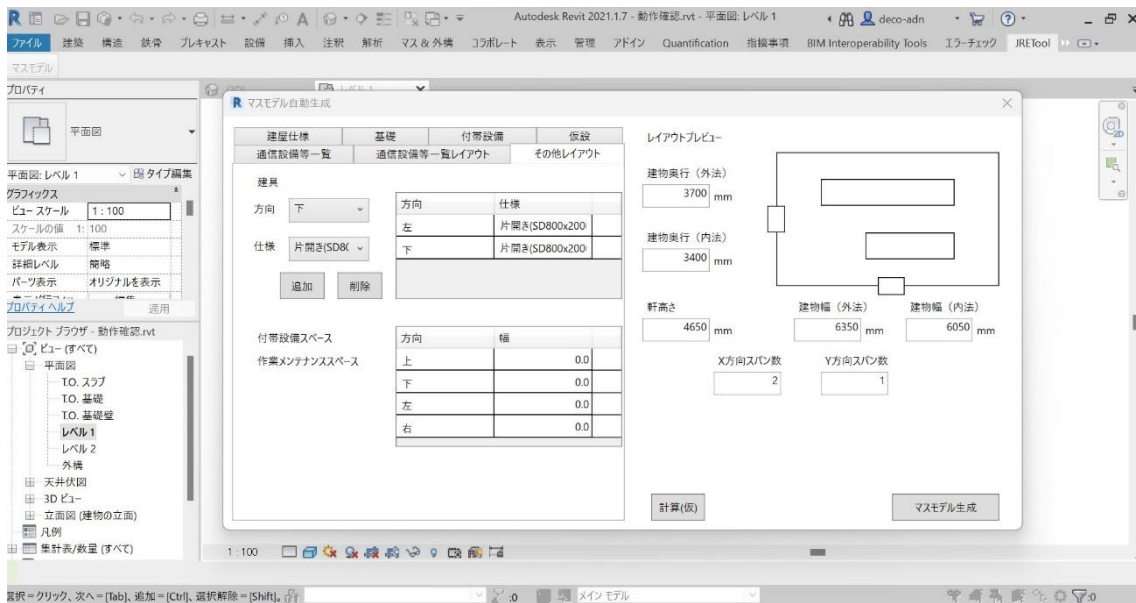 Autodesk Revit 2021.1.7 - 動作確認.rvt - 平面図: レベル 1
deco-adn
ファイル 建築 構造 鉄骨 プレキャスト 設備 挿入 注釈 解析 マス & 外構 コラボレート 表示 管理 アドイン Quantification 指摘事項 BIM Interoperability Tools エラーチェック JRETool
マスモデル
プロパティ
平面図
平面図: レベル 1 タイプ編集
グラフィックス
ビュー スケール 1 : 100
スケールの値 1: 100
モデル表示 標準
詳細レベル 簡略
パーツ表示 オリジナルを表示
プロパティ ヘルプ 適用
プロジェクト ブラウザ - 動作確認.rvt
ビュー (すべて)
平面図
T.O. スラブ
T.O. 基礎
T.O. 基礎壁
レベル 1
レベル 2
外構
天井伏図
3D ビュー
立面図 (建物の立面)
凡例
集計表/数量 (すべて)
マスモデル自動生成
建屋仕様 基礎 付帯設備 仮設
通信設備等一覧 通信設備等一覧レイアウト その他レイアウト
建具
方向 下
仕様 片開き(SD8(
追加 削除
方向 仕様
左 片開き(SD800x200
下 片開き(SD800x200
付帯設備スペース
作業メンテナンススペース
方向 幅
上 0.0
下 0.0
左 0.0
右 0.0
レイアウトプレビュー
建物奥行（外法）
3700 mm
建物奥行（内法）
3400 mm
軒高さ 建物幅（外法） 建物幅（内法）
4650 mm 6350 mm 6050 mm
X方向スパン数 Y方向スパン数
2 1
計算(仮) マスモデル生成
1 : 100
選択 = クリック、次へ = [Tab]、追加 = [Ctrl]、選択解除 = [Shift]。
:0 メイン モデル :0